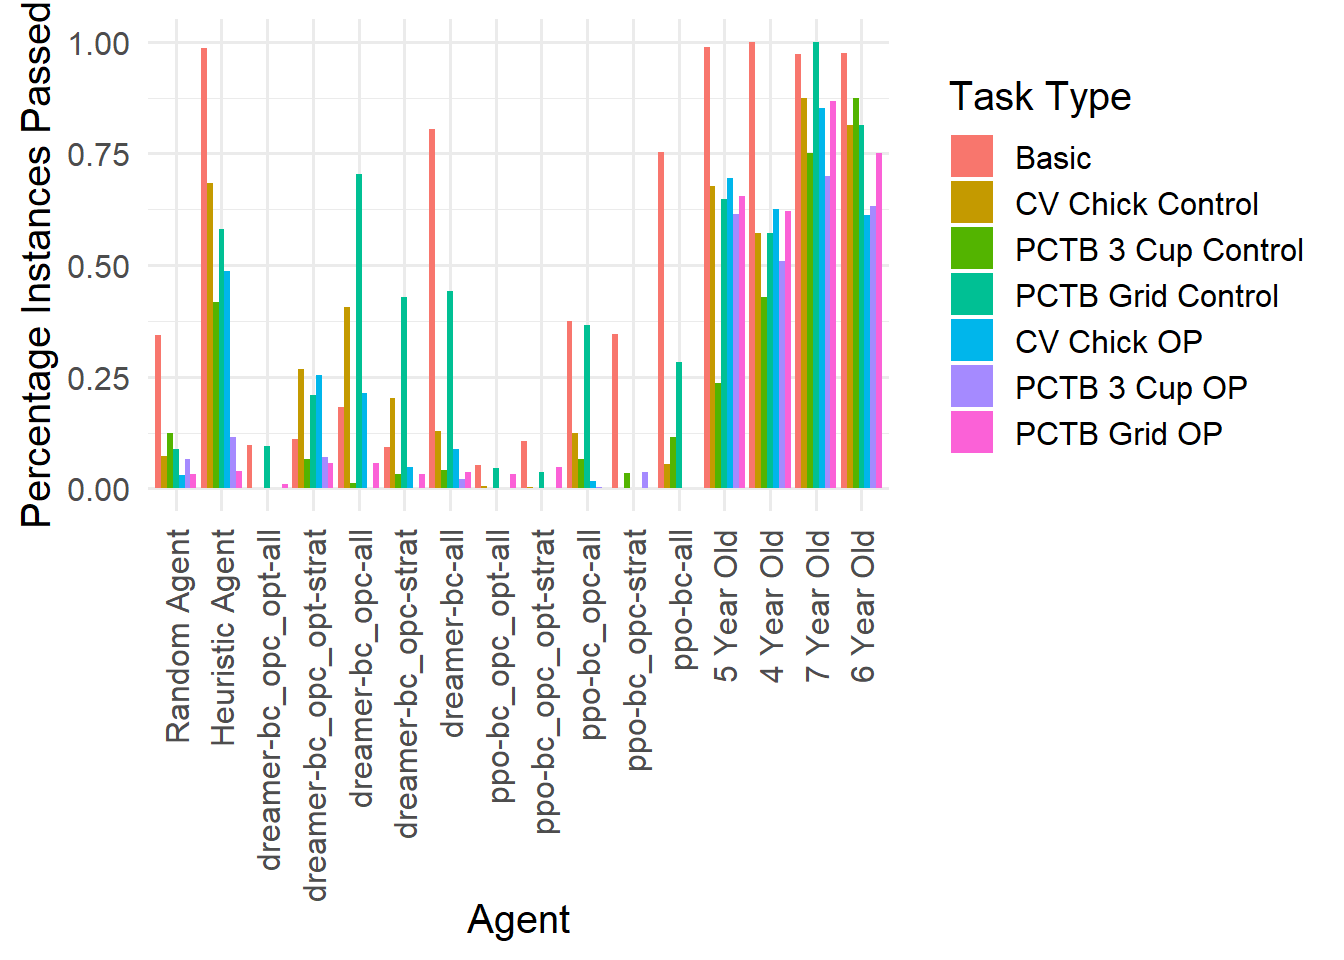 Percentage Instances Passed
1.00
0.75
0.50
0.25
0.00
Random Agent
Heuristic Agent
dreamer-bc_opc_opt-all
dreamer-bc_opc_opt-strat
dreamer-bc_opc-all
dreamer-bc_opc-strat
dreamer-bc-all
ppo-bc_opc_opt-all
ppo-bc_opc_opt-strat
ppo-bc_opc-all
ppo-bc_opc-strat
ppo-bc-all
5 Year Old
4 Year Old
7 Year Old
6 Year Old
Agent
Task Type
Basic
CV Chick Control
PCTB 3 Cup Control
PCTB Grid Control
CV Chick OP
PCTB 3 Cup OP
PCTB Grid OP